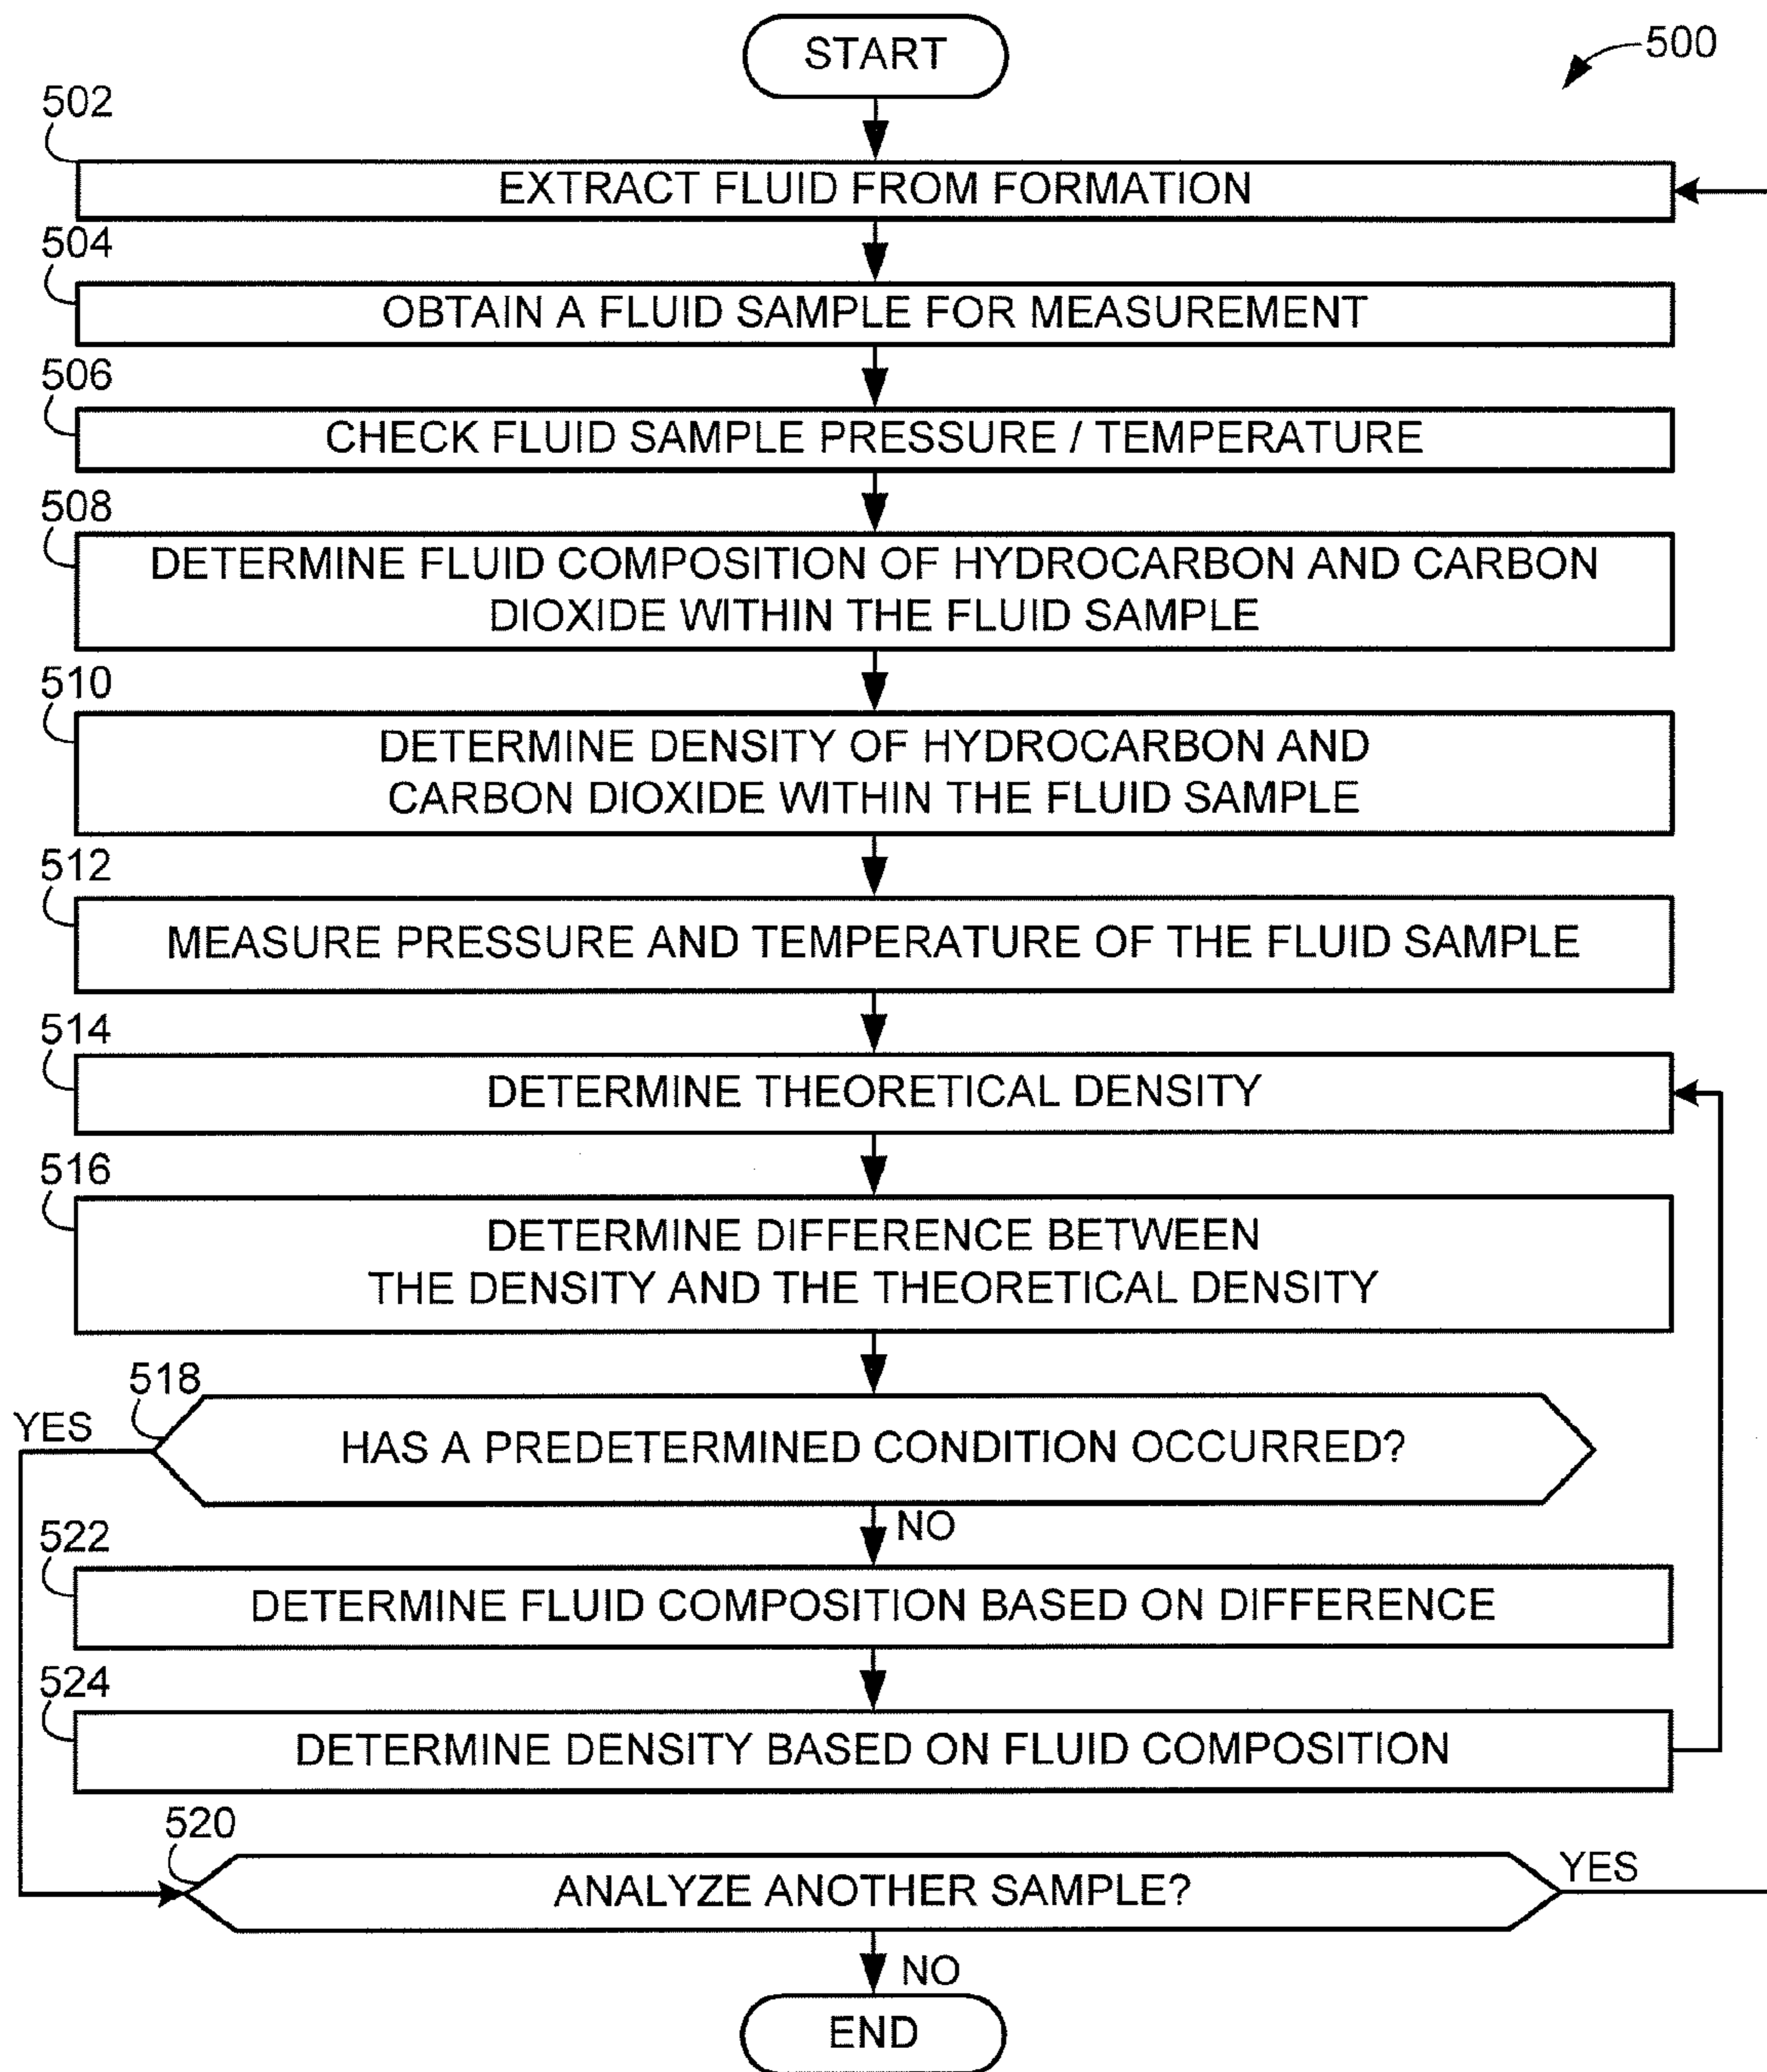 START
500
502
EXTRACT FLUID FROM FORMATION
504
OBTAIN A FLUID SAMPLE FOR MEASUREMENT
506
CHECK FLUID SAMPLE PRESSURE / TEMPERATURE
508
DETERMINE FLUID COMPOSITION OF HYDROCARBON AND CARBON
DIOXIDE WITHIN THE FLUID SAMPLE
510
DETERMINE DENSITY OF HYDROCARBON AND
CARBON DIOXIDE WITHIN THE FLUID SAMPLE
512
MEASURE PRESSURE AND TEMPERATURE OF THE FLUID SAMPLE
514
DETERMINE THEORETICAL DENSITY
516
DETERMINE DIFFERENCE BETWEEN
THE DENSITY AND THE THEORETICAL DENSITY
518
YES
HAS A PREDETERMINED CONDITION OCCURRED?
NO
522
DETERMINE FLUID COMPOSITION BASED ON DIFFERENCE
524
DETERMINE DENSITY BASED ON FLUID COMPOSITION
520
ANALYZE ANOTHER SAMPLE?
YES
NO
END